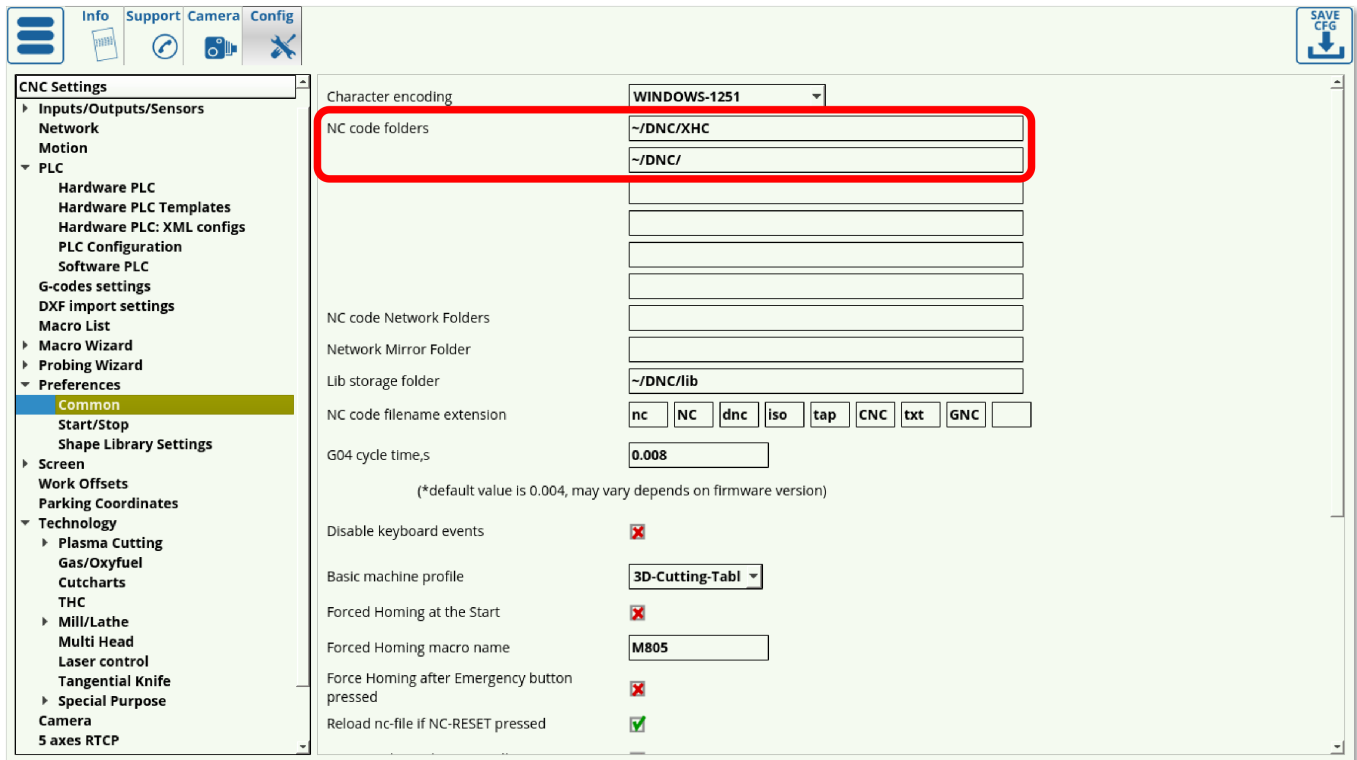 Info Support Camera Config
SAVE
CFG
CNC Settings
Inputs/Outputs/Sensors
Network
Motion
PLC
Hardware PLC
Hardware PLC Templates
Hardware PLC: XML configs
PLC Configuration
Software PLC
G-codes settings
DXF import settings
Macro List
Macro Wizard
Probing Wizard
Preferences
Common
Start/Stop
Shape Library Settings
Screen
Work Offsets
Parking Coordinates
Technology
Plasma Cutting
Gas/Oxyfuel
Cutcharts
THC
Mill/Lathe
Multi Head
Laser control
Tangential Knife
Special Purpose
Camera
5 axes RTCP
Character encoding WINDOWS-1251
NC code folders ~/DNC/XHC
~/DNC/
NC code Network Folders
Network Mirror Folder
Lib storage folder ~/DNC/lib
NC code filename extension nc NC dnc iso tap CNC txt GNC
G04 cycle time,s 0.008
(*default value is 0.004, may vary depends on firmware version)
Disable keyboard events
Basic machine profile 3D-Cutting-Tabl
Forced Homing at the Start
Forced Homing macro name M805
Force Homing after Emergency button
pressed
Reload nc-file if NC-RESET pressed